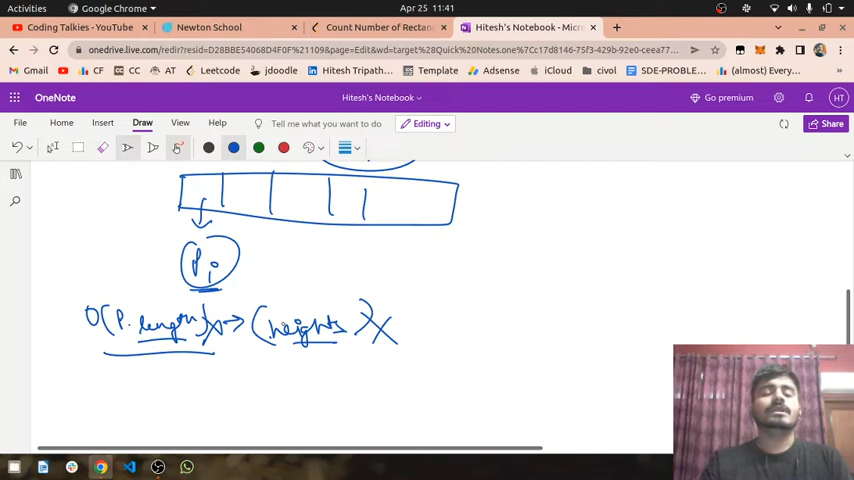 Activities
Google Chrome
Apr 25 11:41
Coding Talkies - YouTube
Newton School
Count Number of Rectan
Hitesh's Notebook - Micro
onedrive.live.com/redir?resid=D28BBE54068D4F0F%21109&page=Edit&wd=target%28Quick%20Notes.one%7Cc17d8146-75f3-429b-92e0-ceea77...
Gmail
CF
CC
AC
Leetcode
jdoodle
Hitesh Tripath...
Template
Adsense
iCloud
civol
SDE-PROBLE...
(almost) Every...
OneNote
Hitesh's Notebook
Go premium
HT
File
Home
Insert
Draw
View
Help
Tell me what you want to do
Editing
Share
Pi
O(P.length) x → (heights) x